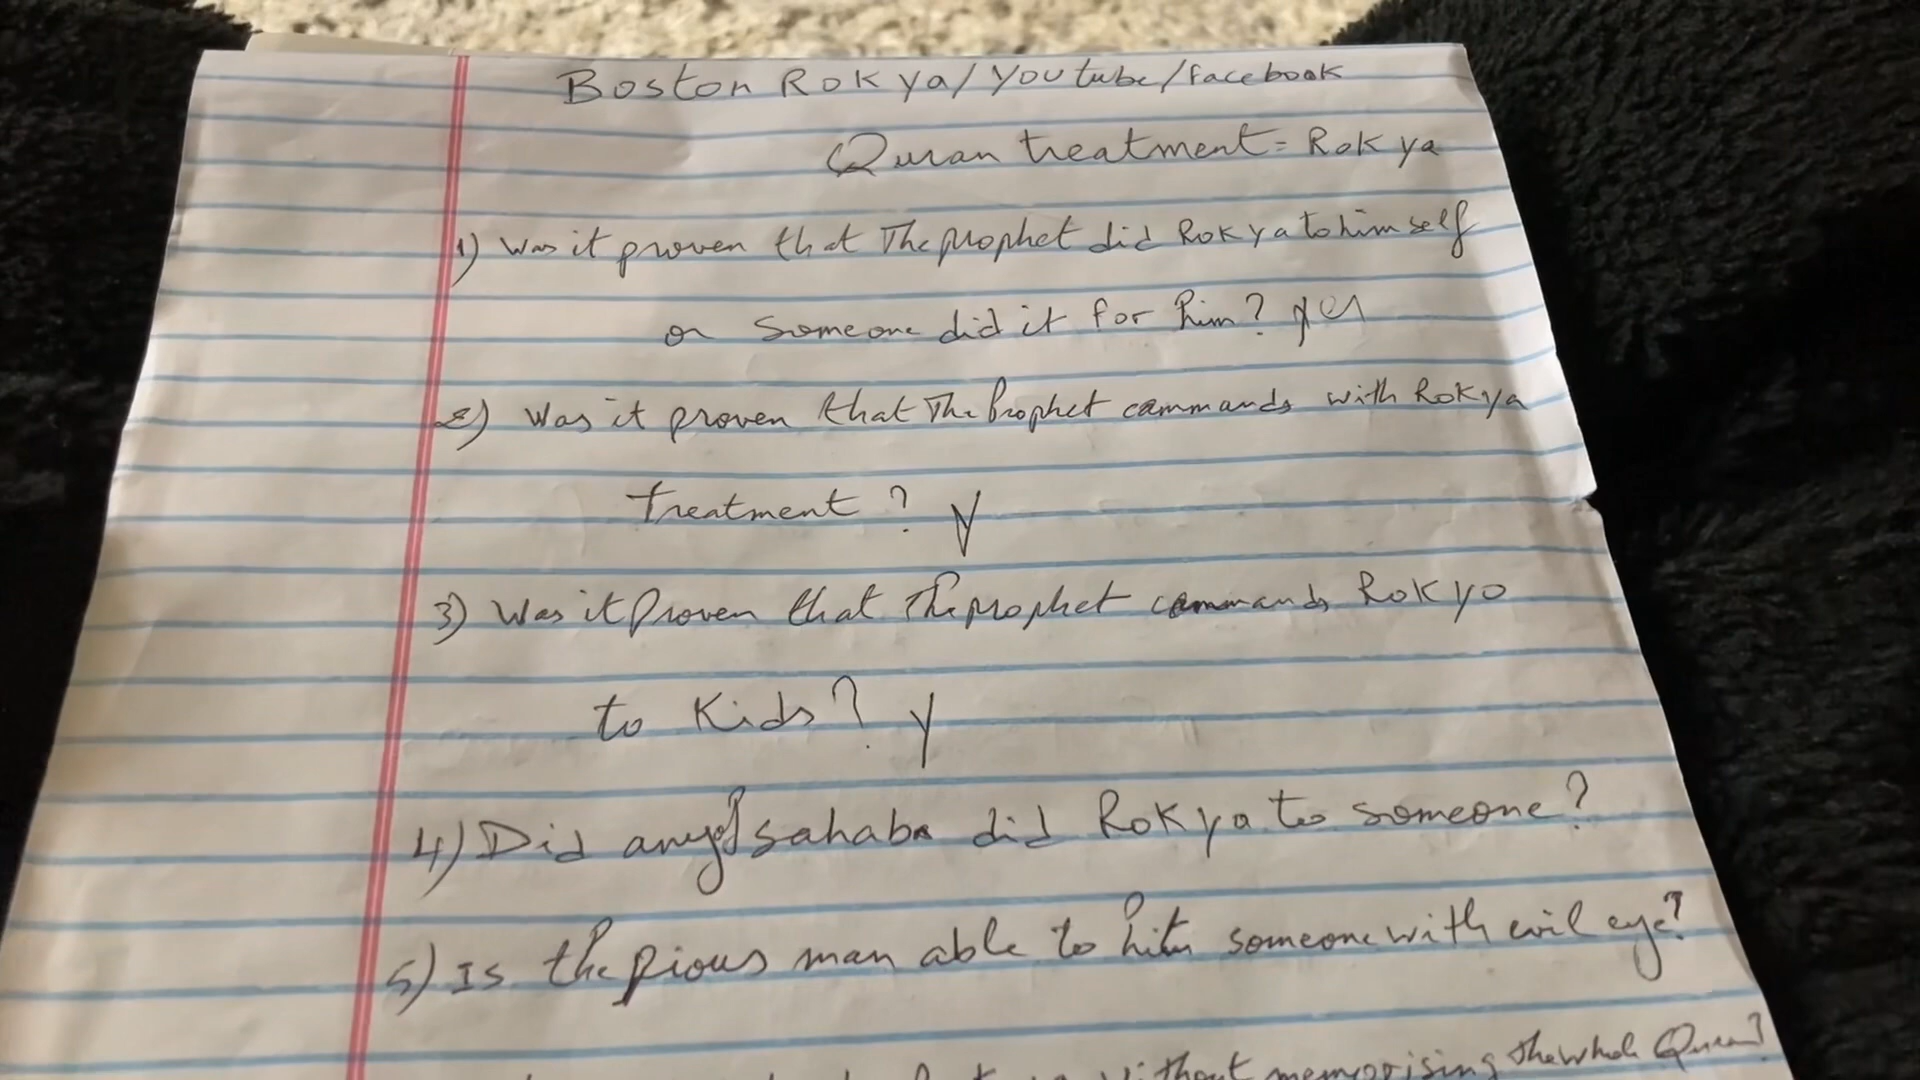 Boston Rokya/Youtube/facebook
Quran treatment = Rokya
1) Was it proven that The prophet did Rokya to himself
or someone did it for him? yes
2) Was it proven that The Prophet commands with Rokya
treatment? y
3) Was it Proven that The prophet commands Rokyo
to Kids? y
4) Did any of sahaba did Rokya to someone?
5) Is the pious man able to someone with evil eye?
without memorising the whole Quran?